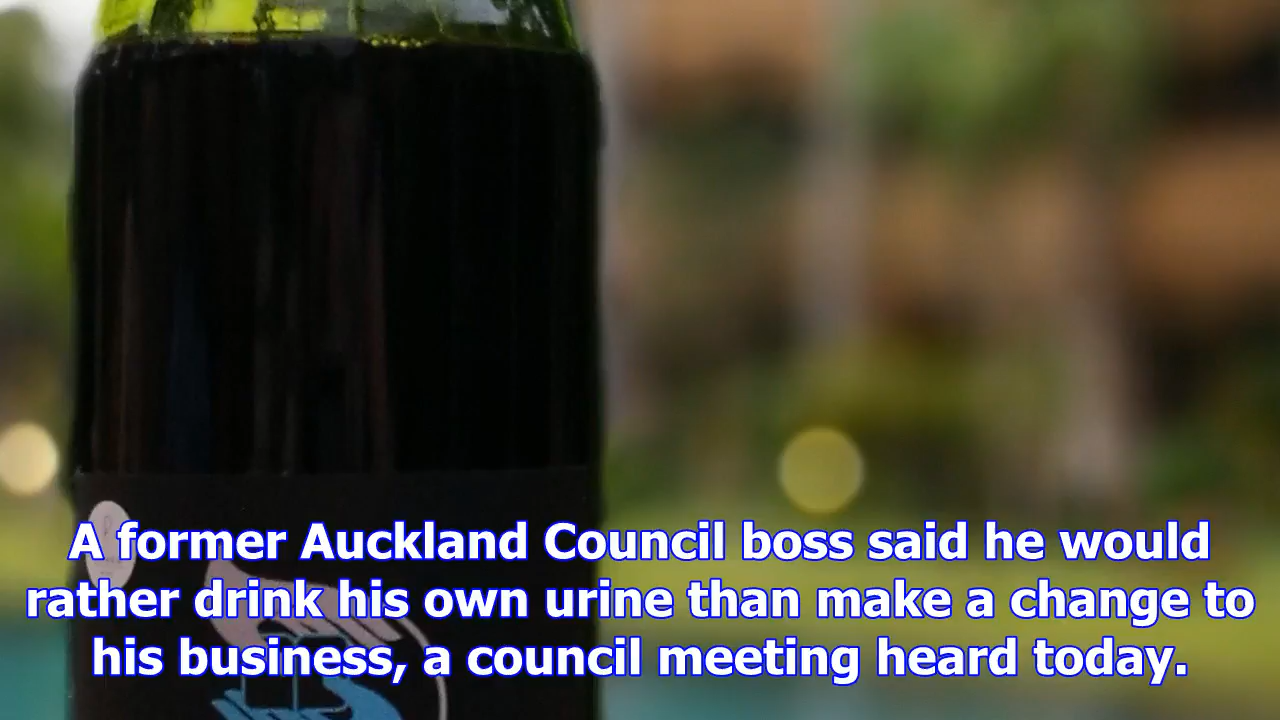 A former Auckland Council boss said he would
rather drink his own urine than make a change to
his business, a council meeting heard today.